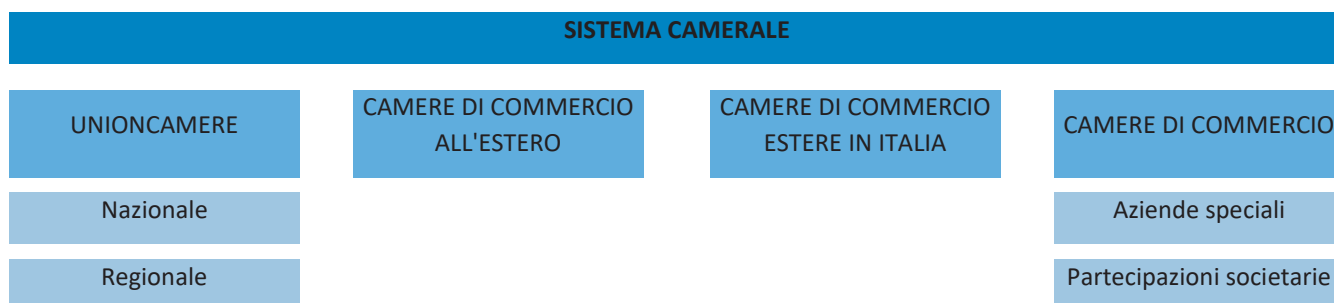 SISTEMA CAMERALE
UNIONCAMERE
CAMERE DI COMMERCIO
ALL'ESTERO
CAMERE DI COMMERCIO
ESTERE IN ITALIA
CAMERE DI COMMERCIO
Nazionale
Aziende speciali
Regionale
Partecipazioni societarie